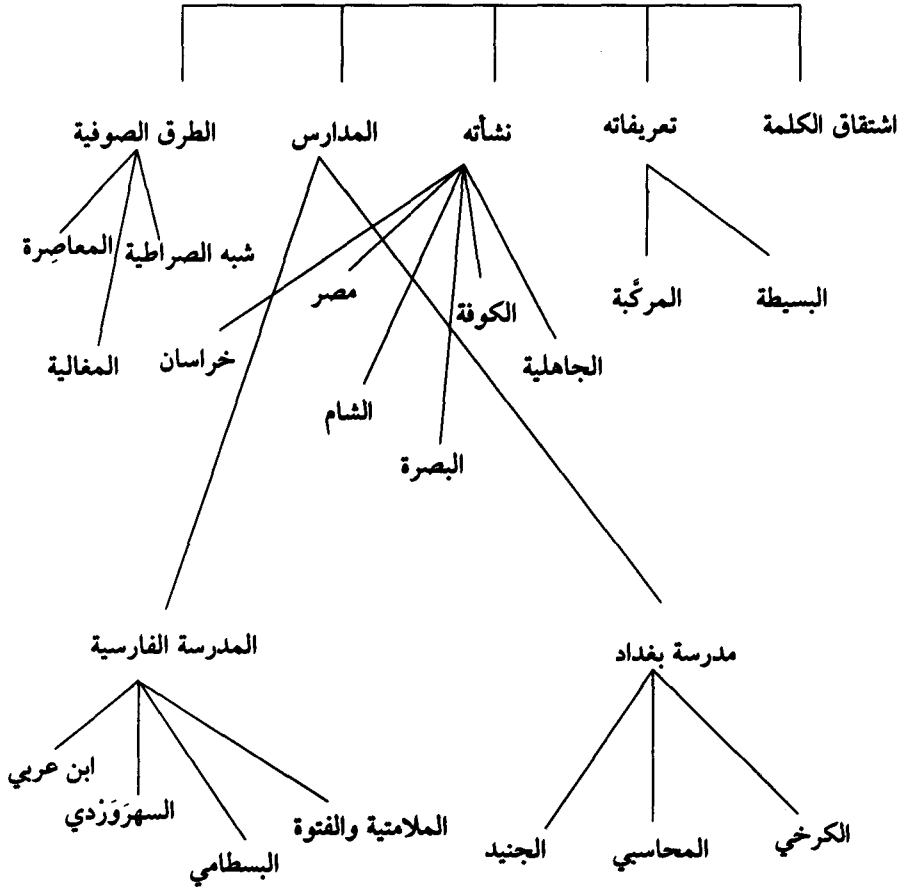 اشتقاق الكلمة تعريفاته نشأته المدارس الطرق الصوفية
شبه الصراطية المعاصِرة
البسيطة المركَّبة مصر
الكوفة
الجاهلية خراسان المغالية
الشام
البصرة
مدرسة بغداد المدرسة الفارسية
ابن عربي
السهرَوَرْدي
الملامتية والفتوة
الكرخي المحاسبي الجنيد البسطامي